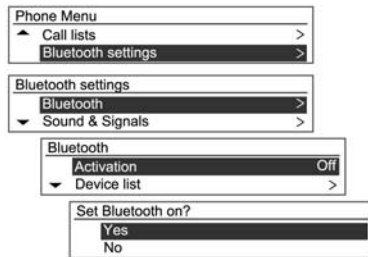 Phone Menu
Call lists >
Bluetooth settings >
Bluetooth settings
Bluetooth >
Sound & Signals >
Bluetooth
Activation Off
Device list >
Set Bluetooth on?
Yes
No